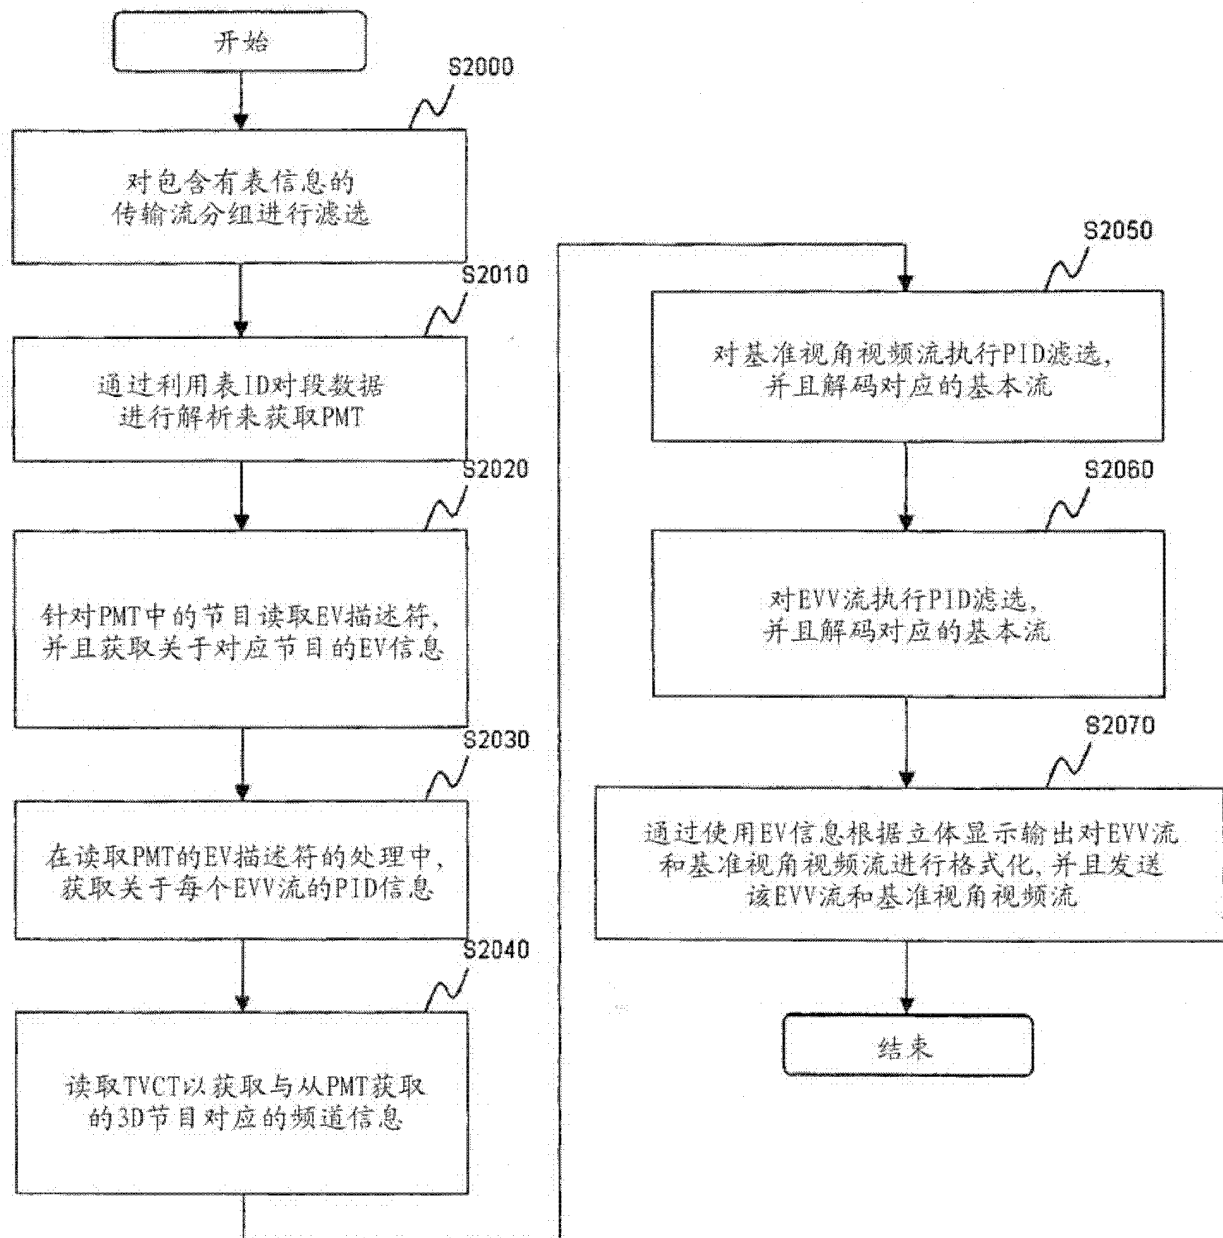 开始
S2000
对包含有表信息的
传输流分组进行滤选
S2010
通过利用表ID对段数据
进行解析来获取PMT
S2020
针对PMT中的节目读取EV描述符,
并且获取关于对应节目的EV信息
S2030
在读取PMT的EV描述符的处理中,
获取关于每个EVV流的PID信息
S2040
读取TVCT以获取与从PMT获取
的3D节目对应的频道信息
S2050
对基准视角视频流执行PID滤选,
并且解码对应的基本流
S2060
对EVV流执行PID滤选,
并且解码对应的基本流
S2070
通过使用EV信息根据立体显示输出对EVV流
和基准视角视频流进行格式化,并且发送
该EVV流和基准视角视频流
结束